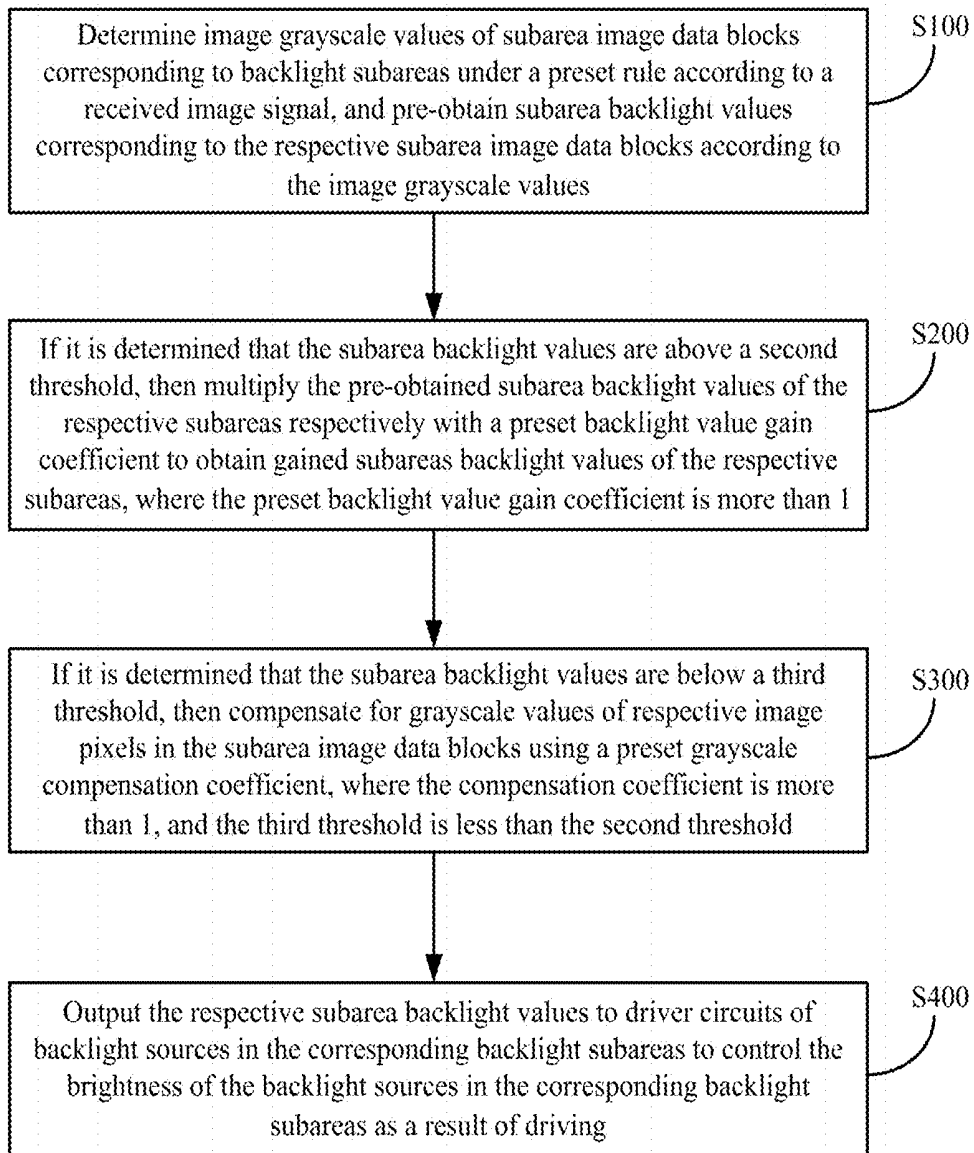 Determine image grayscale values of subarea image data blocks
corresponding to backlight subareas under a preset rule according to a
received image signal, and pre-obtain subarea backlight values
corresponding to the respective subarea image data blocks according to
the image grayscale values
S100
If it is determined that the subarea backlight values are above a second
threshold, then multiply the pre-obtained subarea backlight values of the
respective subareas respectively with a preset backlight value gain
coefficient to obtain gained subareas backlight values of the respective
subareas, where the preset backlight value gain coefficient is more than 1
S200
If it is determined that the subarea backlight values are below a third
threshold, then compensate for grayscale values of respective image
pixels in the subarea image data blocks using a preset grayscale
compensation coefficient, where the compensation coefficient is more
than 1, and the third threshold is less than the second threshold
S300
Output the respective subarea backlight values to driver circuits of
backlight sources in the corresponding backlight subareas to control the
brightness of the backlight sources in the corresponding backlight
subareas as a result of driving
S400